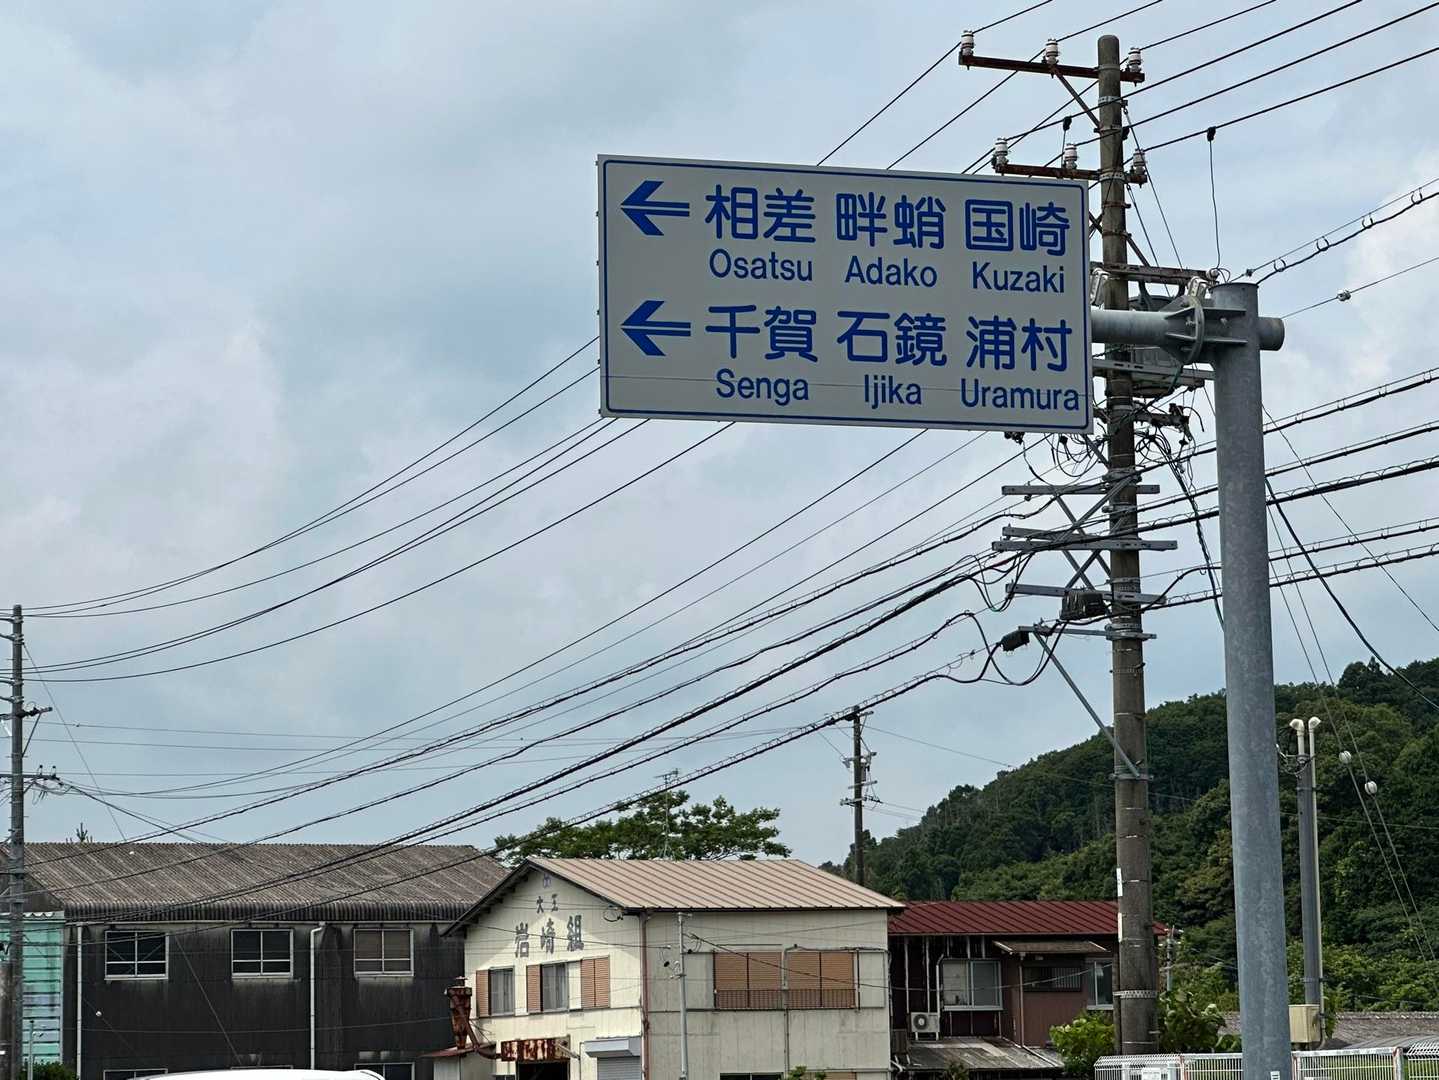 ← 相差 畔蛸 国崎
Osatsu Adako Kuzaki
← 千賀 石鏡 浦村
Senga Ijika Uramura
大工
岩崎組